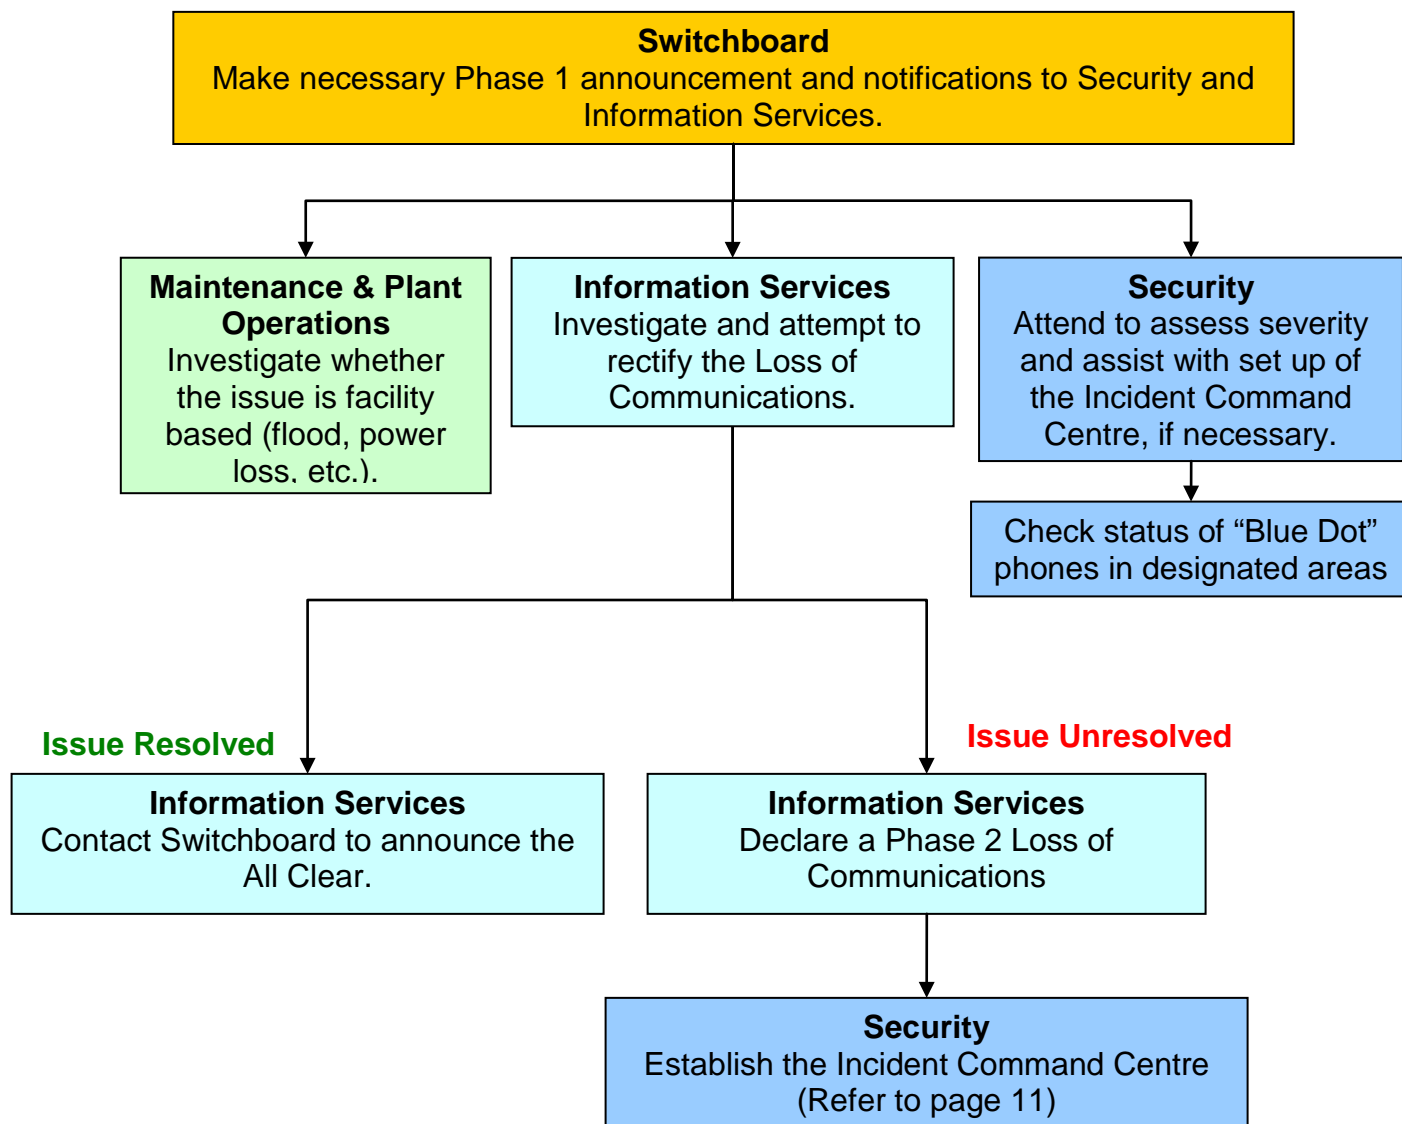 Switchboard
Make necessary Phase 1 announcement and notifications to Security and
Information Services.
Maintenance & Plant
Operations
Investigate whether
the issue is facility
based (flood, power
loss, etc.).
Information Services
Investigate and attempt to
rectify the Loss of
Communications.
Security
Attend to assess severity
and assist with set up of
the Incident Command
Centre, if necessary.
Check status of “Blue Dot”
phones in designated areas
Issue Resolved
Issue Unresolved
Information Services
Contact Switchboard to announce the
All Clear.
Information Services
Declare a Phase 2 Loss of
Communications
Security
Establish the Incident Command Centre
(Refer to page 11)